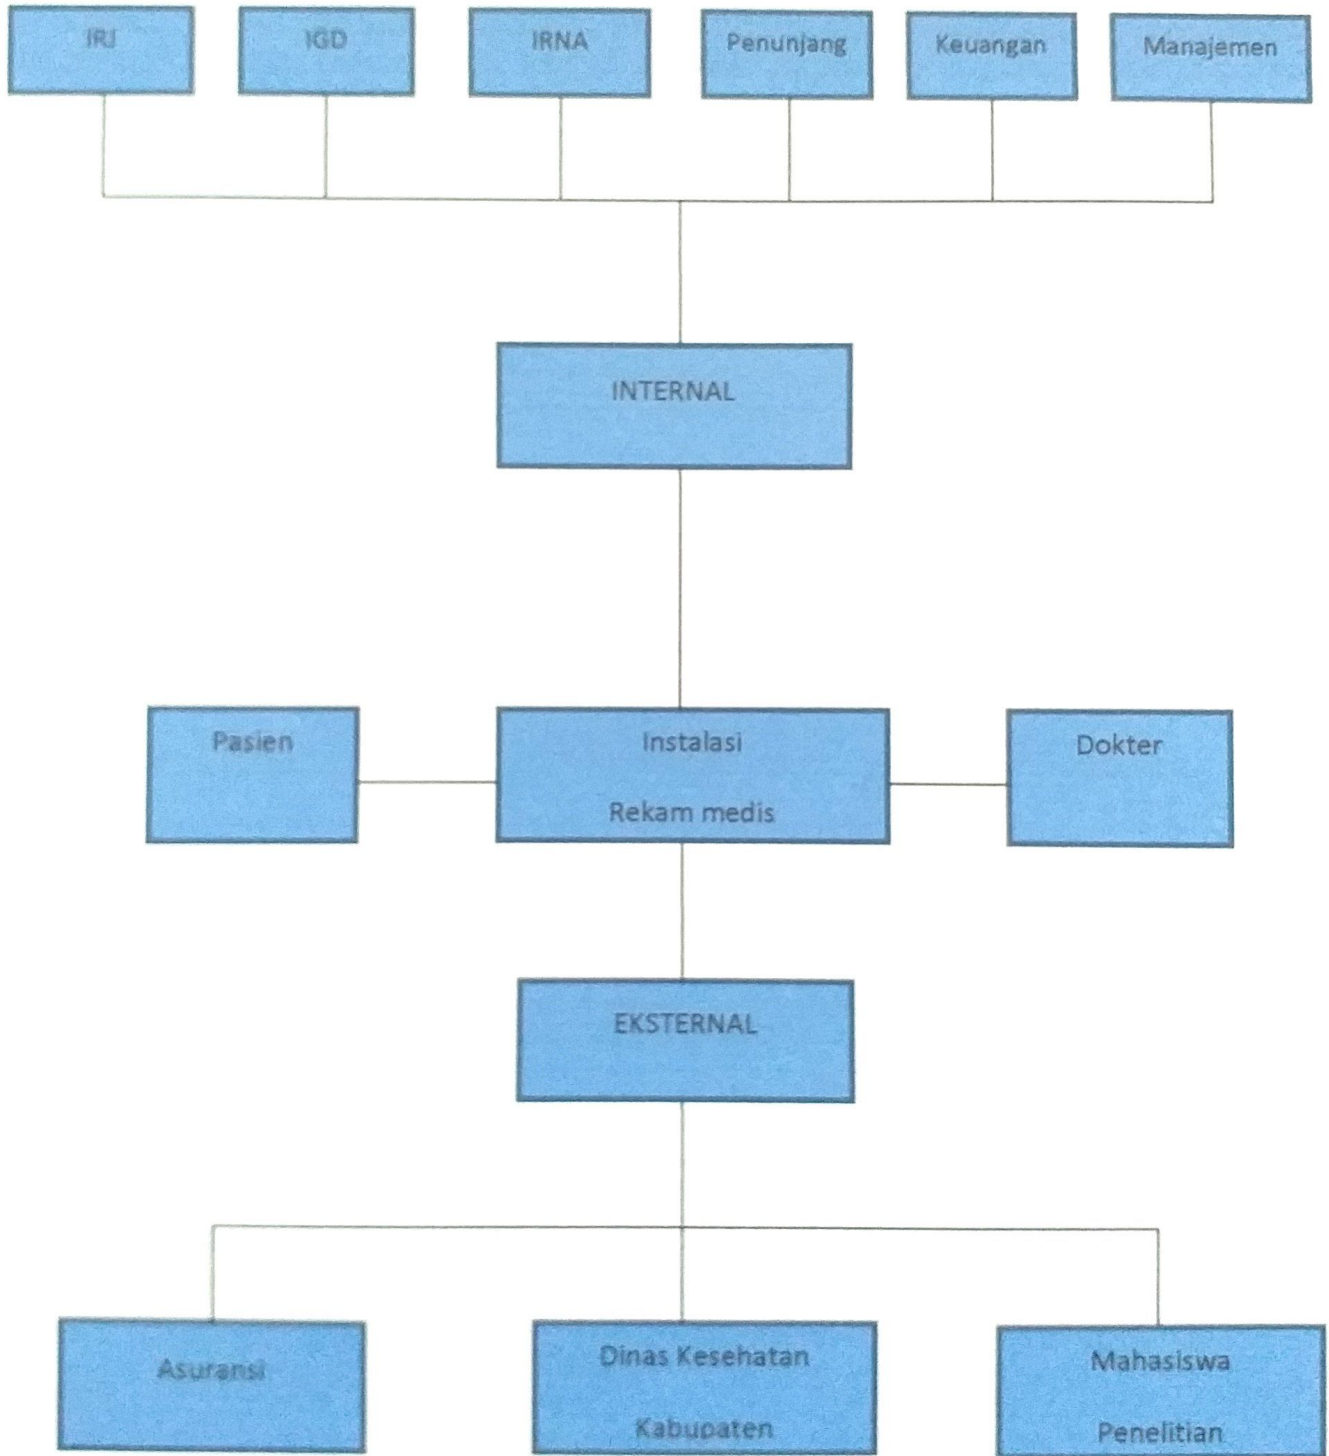 IRJ
IGD
IRNA
Penunjang
Keuangan
Manajemen
INTERNAL
Pasien
Instalasi
Rekam medis
Dokter
EKSTERNAL
Asuransi
Dinas Kesehatan
Kabupaten
Mahasiswa
Penelitian